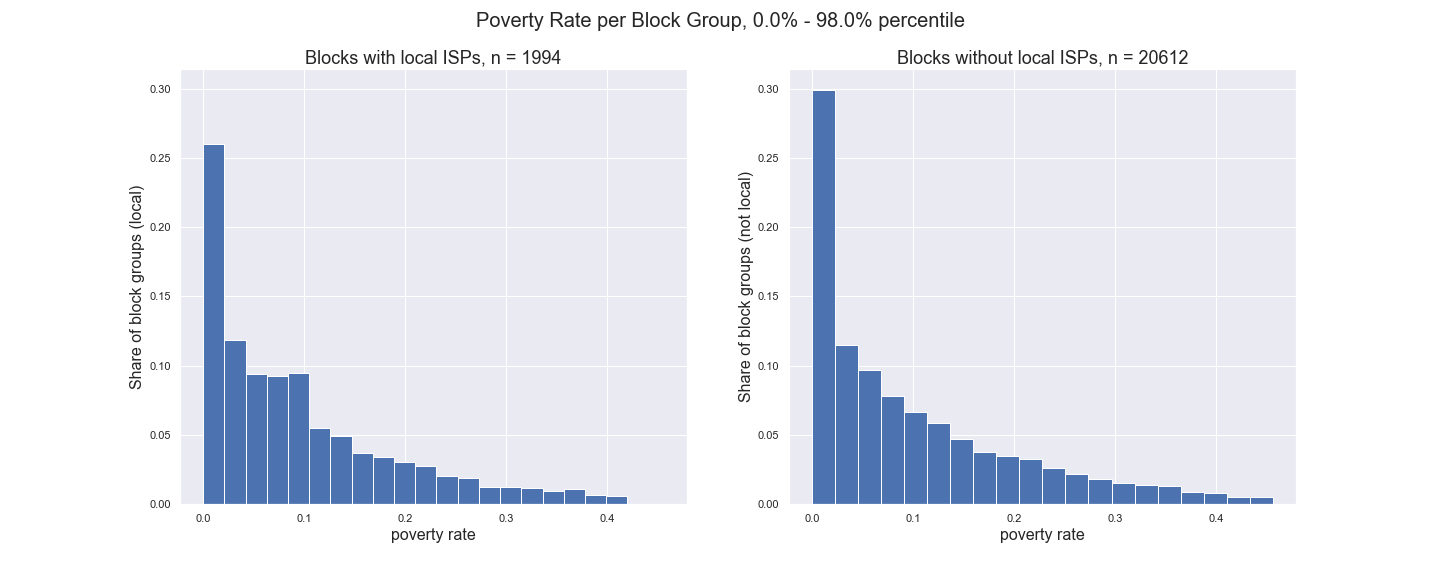 Poverty Rate per Block Group, 0.0% - 98.0% percentile
Blocks with local ISPs, n = 1994
Share of block groups (local)
0.30
0.25
0.20
0.15
0.10
0.05
0.00
0.0 0.1 0.2 0.3 0.4
poverty rate
Blocks without local ISPs, n = 20612
Share of block groups (not local)
0.30
0.25
0.20
0.15
0.10
0.05
0.00
0.0 0.1 0.2 0.3 0.4
poverty rate